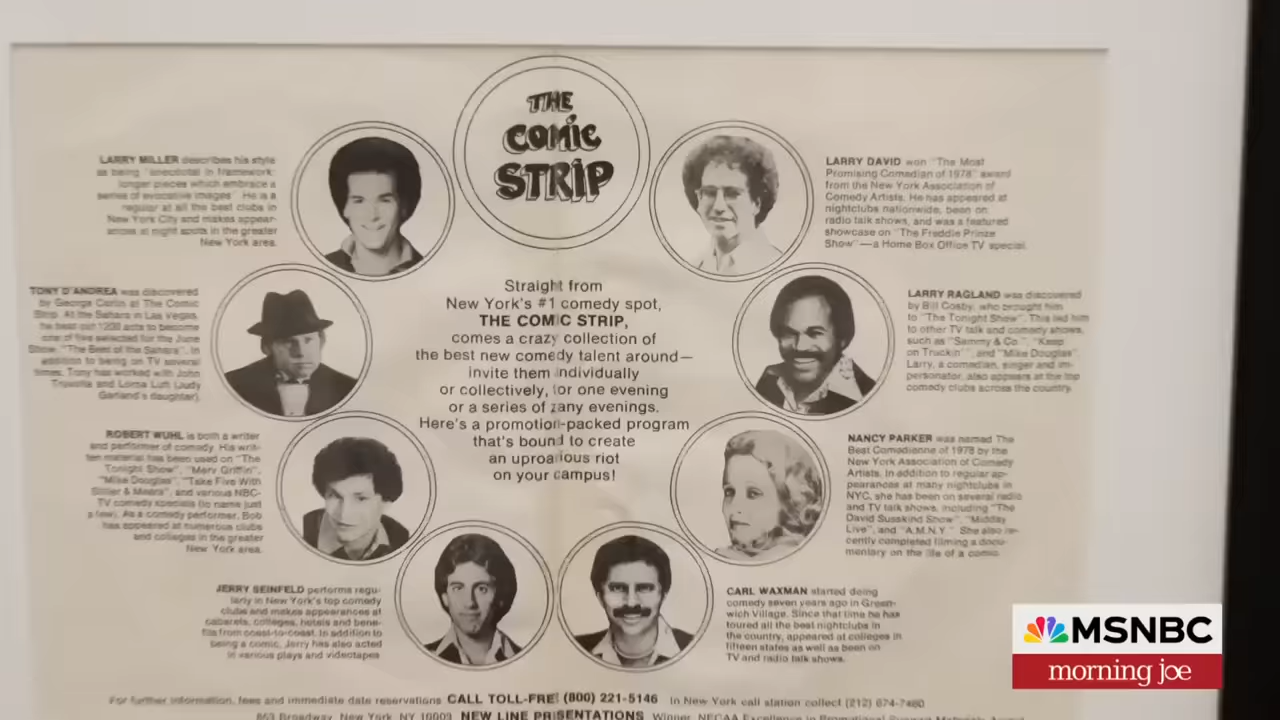 THE
COMIC
STRIP
LARRY MILLER describes his style
as being "anecdotal in framework:
longer pieces which embrace a
series of evocative images" He is a
regular at all the best clubs in
New York City and makes appear-
ances at night spots in the greater
New York area.
LARRY DAVID won "The Most
Promising Comedian of 1978" award
from the New York Association of
Comedy Artists. He has appeared at
nightclubs nationwide, been on
radio talk shows, and was a featured
showcase on "The Freddie Prinze
Show"—a Home Box Office TV special.
TONY D'ANDREA was discovered
by George Carlin at The Comic
Strip. At the Sahara in Las Vegas,
he beat out 1200 acts to become
one of five selected for the June
Show, "The Best of the Sahara". In
addition to being on TV several
times, Tony has worked with John
Travolta and Lorna Luft (Judy
Garland's daughter).
Straight from
New York's #1 comedy spot,
THE COMIC STRIP,
comes a crazy collection of
the best new comedy talent around—
invite them individually
or collectively, for one evening
or a series of zany evenings.
Here's a promotion-packed program
that's bound to create
an uproarious riot
on your campus!
LARRY RAGLAND was discovered
by Bill Cosby, who brought him
to "The Tonight Show". This led him
to other TV talk and comedy shows,
such as "Sammy & Co.", "Keep
on Truckin'", and "Mike Douglas".
Larry, a comedian, singer and im-
personator, also appears at the top
comedy clubs across the country.
ROBERT WUHL is both a writer
and performer of comedy. His writ-
ten material has been used on "The
Tonight Show", "Merv Griffin",
"Mike Douglas", "Take Five With
Stiller & Meara", and various NBC-
TV comedy specials (to name just
a few). As a comedy performer, Bob
has appeared at numerous clubs
and colleges in the greater
New York area.
NANCY PARKER was named The
Best Comedienne of 1978 by the
New York Association of Comedy
Artists. In addition to regular ap-
pearances at many nightclubs in
NYC, she has been on several radio
and TV talk shows, including "The
David Susskind Show" "Midday
Live", and "A.M.N.Y." She also re-
cently completed filming a docu-
mentary on the life of a comic.
JERRY SEINFELD performs regu-
larly in New York's top comedy
clubs and makes appearances at
cabarets, colleges, hotels and bene-
fits from coast-to-coast. In addition to
being a comic, Jerry has also acted
in various plays and videotapes
CARL WAXMAN started doing
comedy seven years ago in Green-
wich Village. Since that time he has
toured all the best nightclubs in
the country, appeared at colleges in
fifteen states as well as been on
TV and radio talk shows.
For further information, fees and immediate date reservations CALL TOLL-FREE (800) 221-5146 In New York call station collect (212) 674-7460
853 Broadway, New York, NY 10003 NEW LINE PRESENTATIONS Winner, NECAA Excellence in Promotional
MSNBC
morning joe